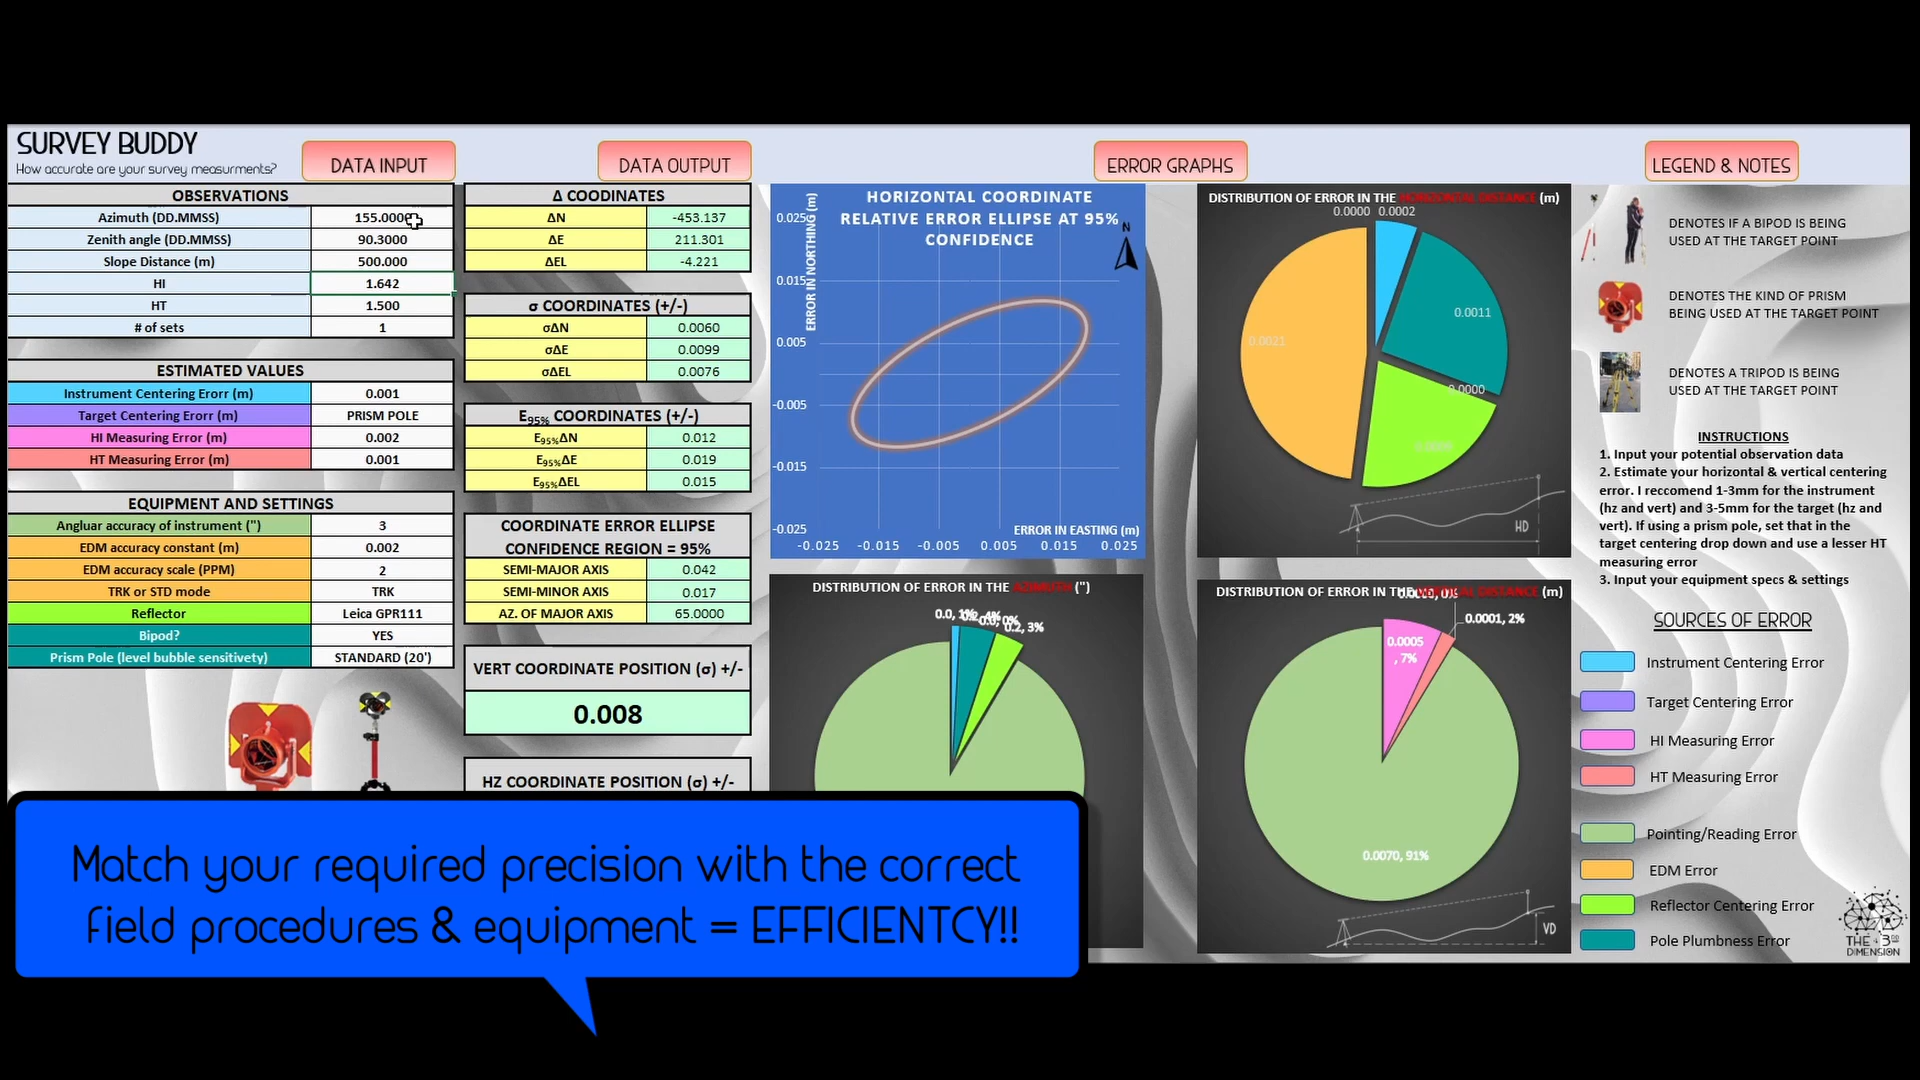 SURVEY BUDDY
How accurate are your survey measurments?
DATA INPUT
DATA OUTPUT
ERROR GRAPHS
LEGEND & NOTES
OBSERVATIONS
Azimuth (DD.MMSS) 155.0000
Zenith angle (DD.MMSS) 90.3000
Slope Distance (m) 500.000
HI 1.642
HT 1.500
# of sets 1
ESTIMATED VALUES
Instrument Centering Erorr (m) 0.001
Target Centering Erorr (m) PRISM POLE
HI Measuring Error (m) 0.002
HT Measuring Error (m) 0.001
EQUIPMENT AND SETTINGS
Angluar accuracy of instrument (") 3
EDM accuracy constant (m) 0.002
EDM accuracy scale (PPM) 2
TRK or STD mode TRK
Reflector Leica GPR111
Bipod? YES
Prism Pole (level bubble sensitivety) STANDARD (20')
Δ COODINATES
ΔN -453.137
ΔE 211.301
ΔEL -4.221
σ COORDINATES (+/-)
σΔN 0.0060
σΔE 0.0099
σΔEL 0.0076
E95% COORDINATES (+/-)
E95%ΔN 0.012
E95%ΔE 0.019
E95%ΔEL 0.015
COORDINATE ERROR ELLIPSE
CONFIDENCE REGION = 95%
SEMI-MAJOR AXIS 0.042
SEMI-MINOR AXIS 0.017
AZ. OF MAJOR AXIS 65.0000
VERT COORDINATE POSITION (σ) +/-
0.008
HZ COORDINATE POSITION (σ) +/-
HORIZONTAL COORDINATE
RELATIVE ERROR ELLIPSE AT 95%
CONFIDENCE
N
ERROR IN NORTHING (m)
0.025
0.015
0.005
-0.005
-0.015
-0.025
ERROR IN EASTING (m)
-0.025 -0.015 -0.005 0.005 0.015 0.025
DISTRIBUTION OF ERROR IN THE AZIMUTH (")
0.0, 1%
0.2, 3%
DISTRIBUTION OF ERROR IN THE HORIZONTAL DISTANCE (m)
0.0000 0.0002
0.0011
0.0021
0.0000
HD
DISTRIBUTION OF ERROR IN THE VERTICAL DISTANCE (m)
0.0001, 2%
0.0005
, 7%
0.0070, 91%
VD
DENOTES IF A BIPOD IS BEING
USED AT THE TARGET POINT
DENOTES THE KIND OF PRISM
BEING USED AT THE TARGET POINT
DENOTES A TRIPOD IS BEING
USED AT THE TARGET POINT
INSTRUCTIONS
1. Input your potential observation data
2. Estimate your horizontal & vertical centering
error. I reccomend 1-3mm for the instrument
(hz and vert) and 3-5mm for the target (hz and
vert). If using a prism pole, set that in the
target centering drop down and use a lesser HT
measuring error
3. Input your equipment specs & settings
SOURCES OF ERROR
Instrument Centering Error
Target Centering Error
HI Measuring Error
HT Measuring Error
Pointing/Reading Error
EDM Error
Reflector Centering Error
Pole Plumbness Error
THE 3RD
DIMENSION
Match your required precision with the correct
field procedures & equipment = EFFICIENTCY!!